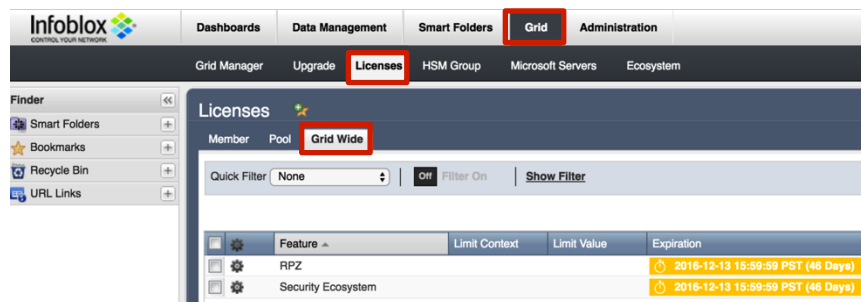 Infoblox
CONTROL YOUR NETWORK
Dashboards Data Management Smart Folders Grid Administration
Grid Manager Upgrade Licenses HSM Group Microsoft Servers Ecosystem
Finder
Smart Folders
Bookmarks
Recycle Bin
URL Links
Licenses
Member Pool Grid Wide
Quick Filter None Off Filter On Show Filter
Feature Limit Context Limit Value Expiration
RPZ 2016-12-13 15:59:59 PST (46 Days)
Security Ecosystem 2016-12-13 15:59:59 PST (46 Days)